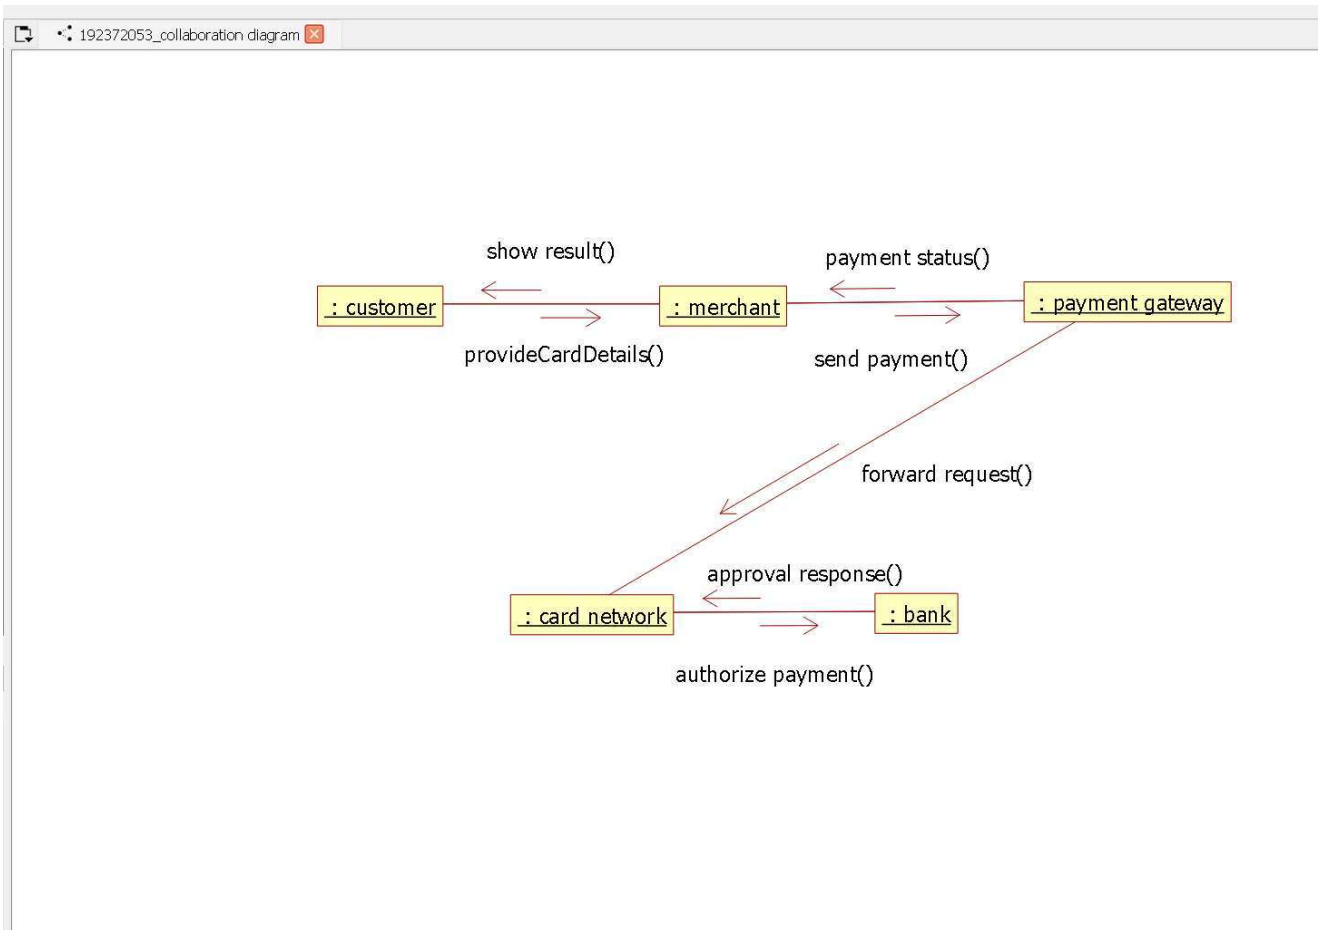 192372053_collaboration diagram
show result()
payment status()
: customer
: merchant
: payment gateway
provideCardDetails()
send payment()
forward request()
approval response()
: card network
: bank
authorize payment()